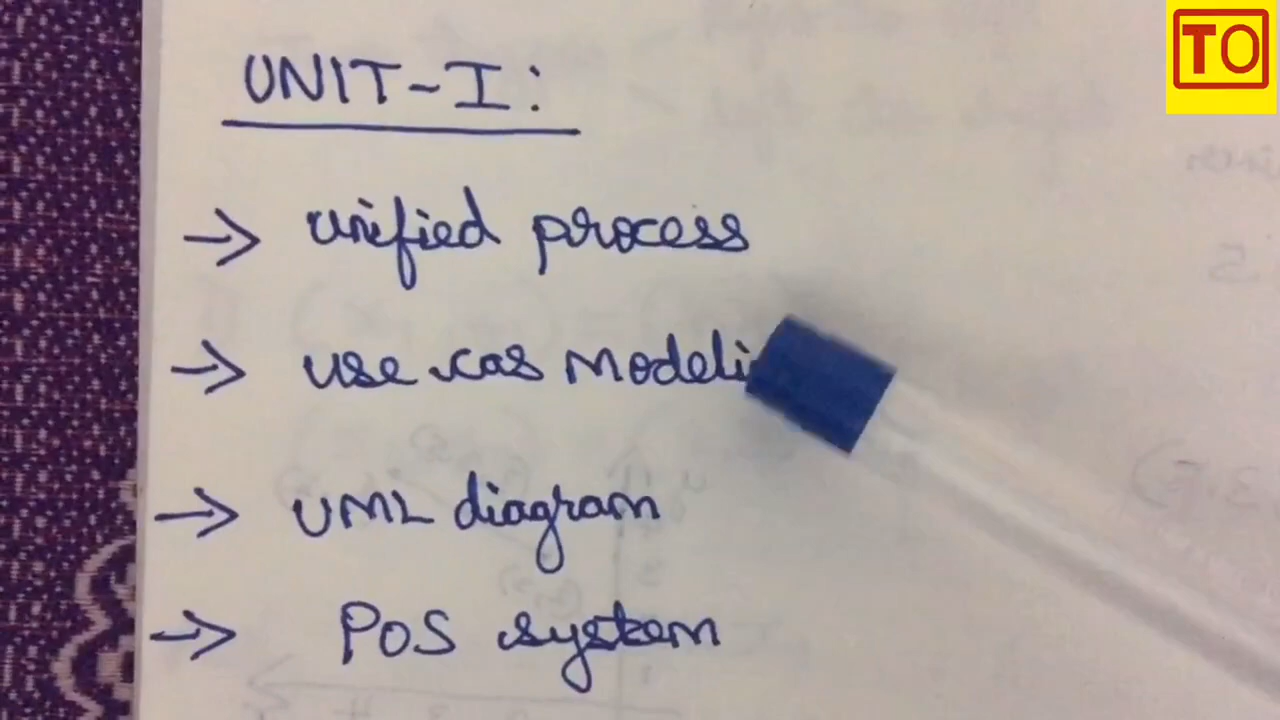 TO
UNIT-I:
→ unified process
→ use cas Modeli
→ UML diagram
→ POS system